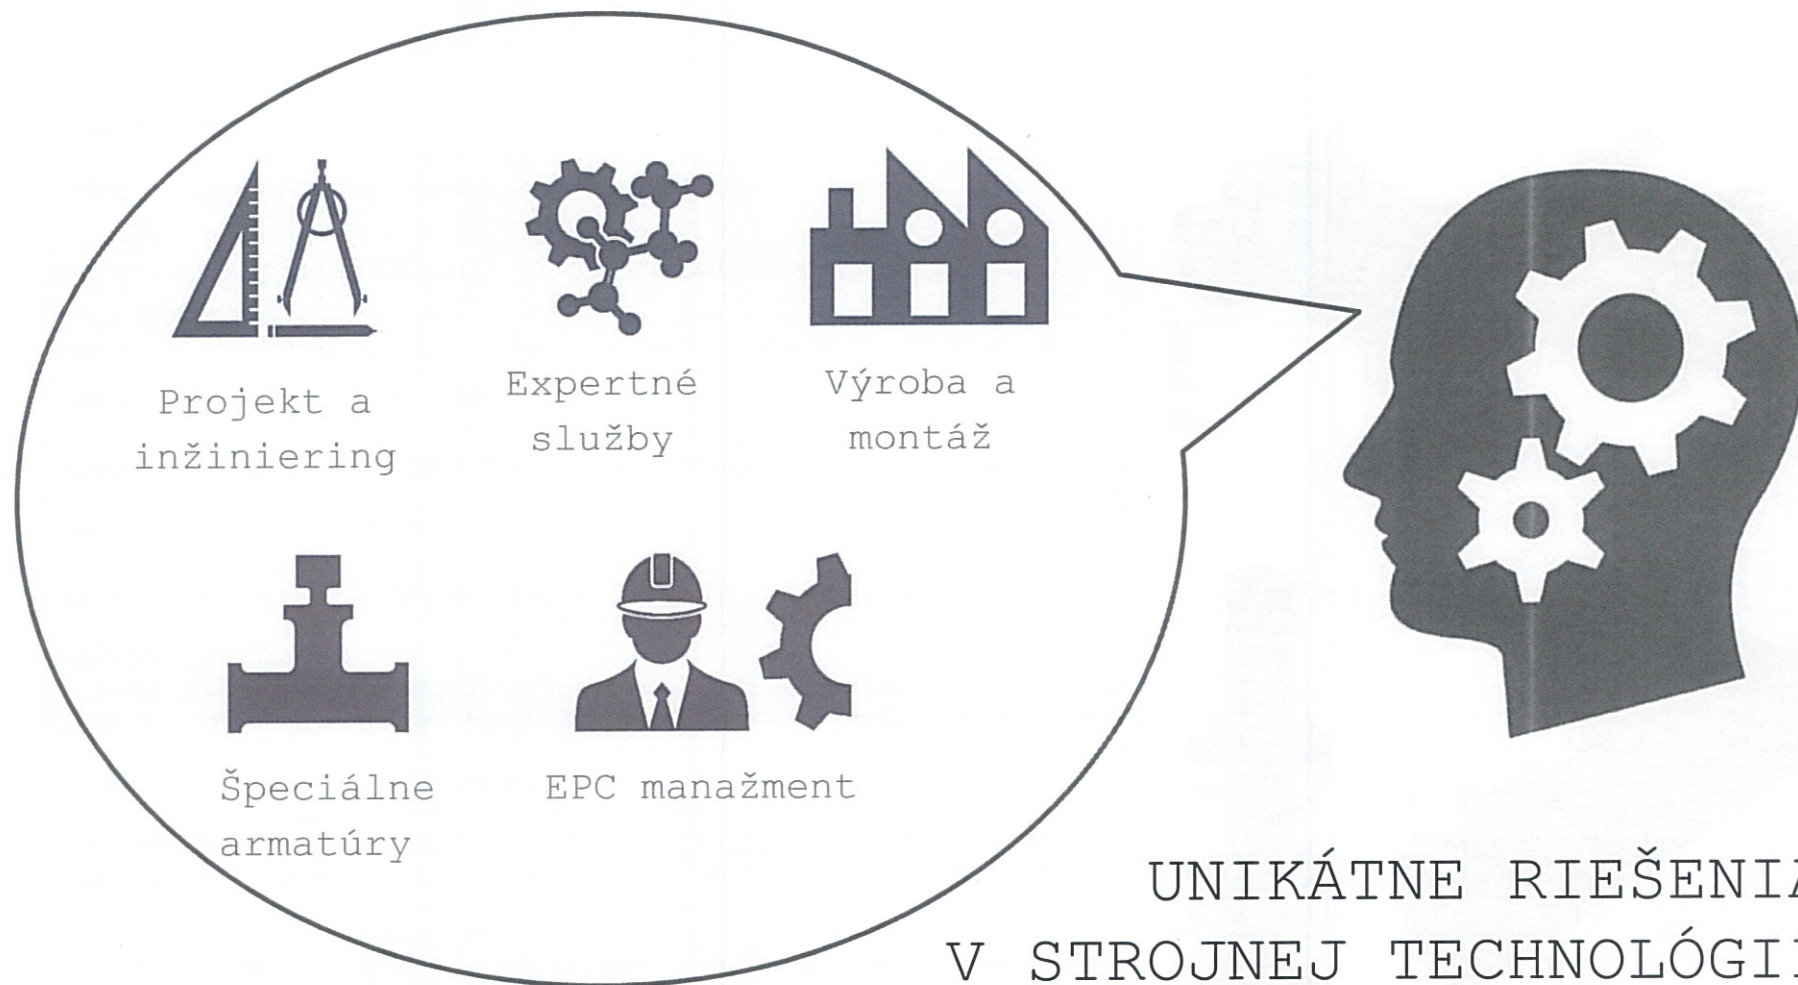 Projekt a
inžiniering
Expertné
služby
Výroba a
montáž
Špeciálne
armatúry
EPC manažment
UNIKÁTNE RIEŠENIA
V STROJNEJ TECHNOLÓGII